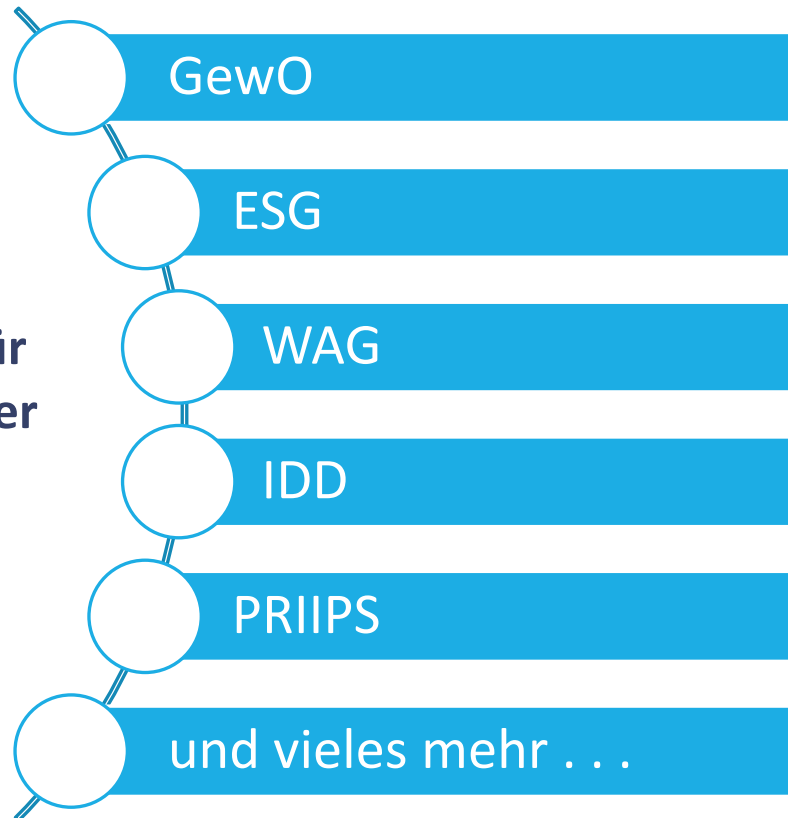 GewO
ESG
WAG
IDD
PRIIPS
und vieles mehr . . .